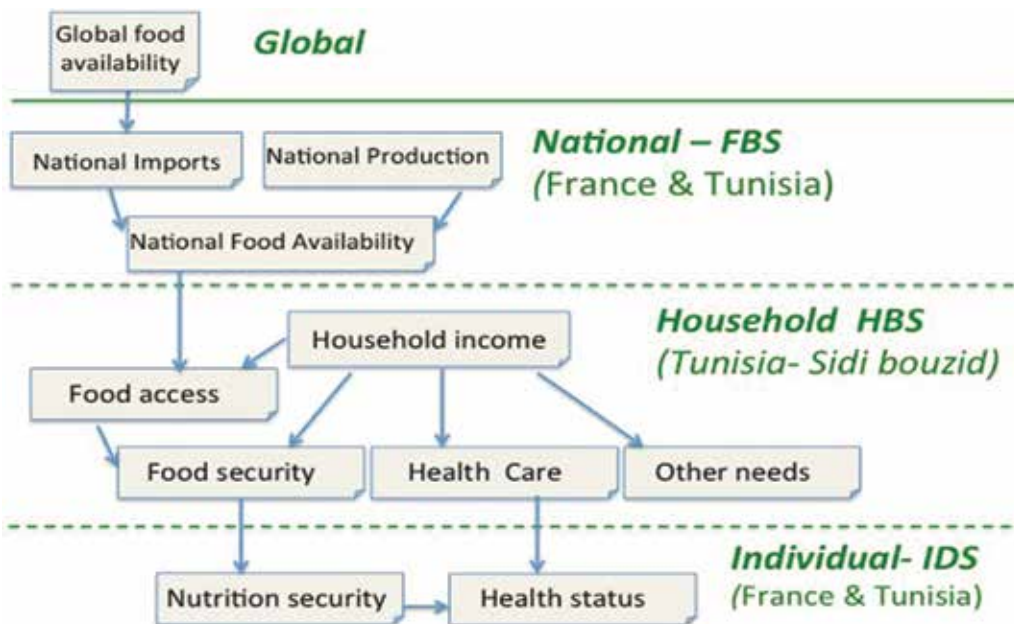 Global food
availability
Global
National Imports
National Production
National – FBS
(France & Tunisia)
National Food Availability
Household income
Household HBS
(Tunisia- Sidi bouzid)
Food access
Food security
Health Care
Other needs
Individual- IDS
(France & Tunisia)
Nutrition security
Health status